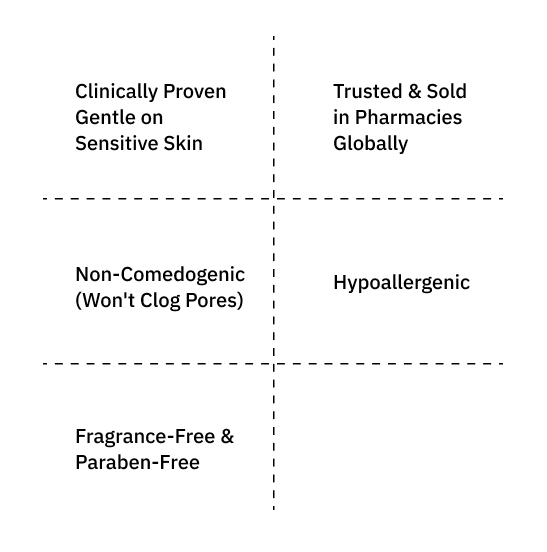 Clinically Proven
Gentle on
Sensitive Skin
Trusted & Sold
in Pharmacies
Globally
Non-Comedogenic
(Won't Clog Pores)
Hypoallergenic
Fragrance-Free &
Paraben-Free